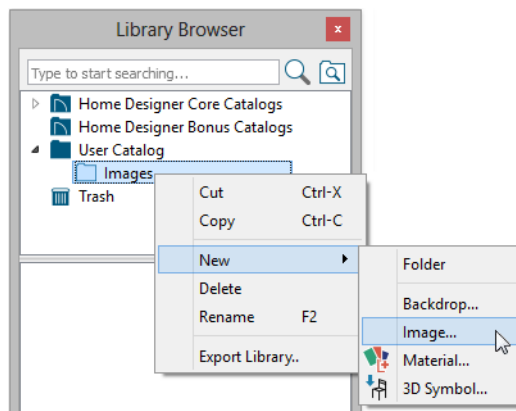 Library Browser
x
Type to start searching...
Home Designer Core Catalogs
Home Designer Bonus Catalogs
User Catalog
Images
Trash
Cut Ctrl-X
Copy Ctrl-C
New
Delete
Rename F2
Export Library..
Folder
Backdrop...
Image...
Material...
3D Symbol...